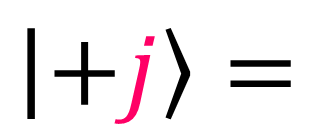 |+j⟩ =